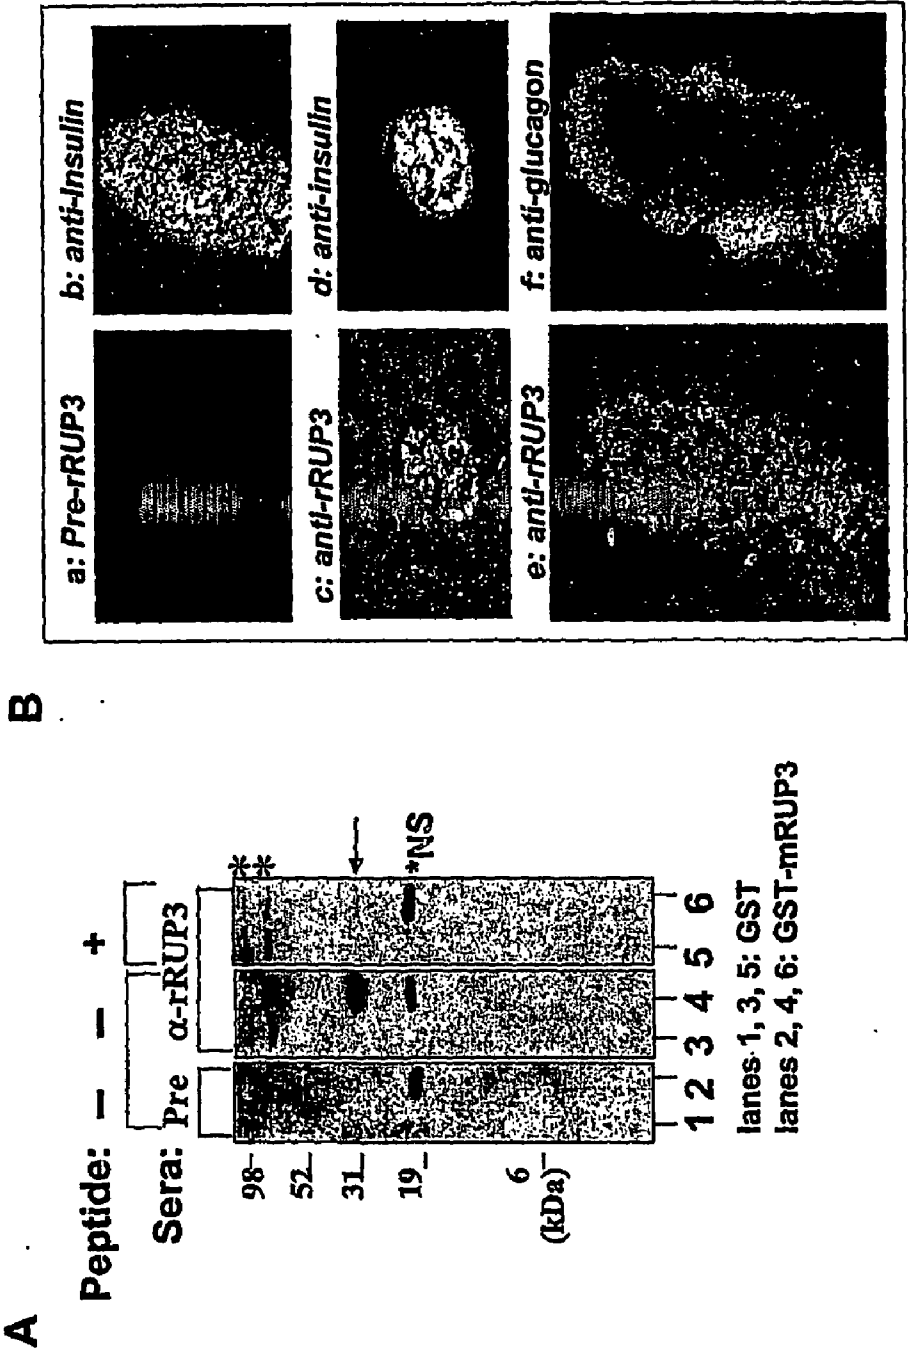 A
Peptide: − − +
Sera: Pre α-rRUP3
98
52
31
19
6
(kDa)
*
*
*NS
1 2 3 4 5 6
lanes 1, 3, 5: GST
lanes 2, 4, 6: GST-mRUP3
B
a: Pre-rRUP3
b: anti-Insulin
c: anti-rRUP3
d: anti-insulin
e: anti-rRUP3
f: anti-glucagon